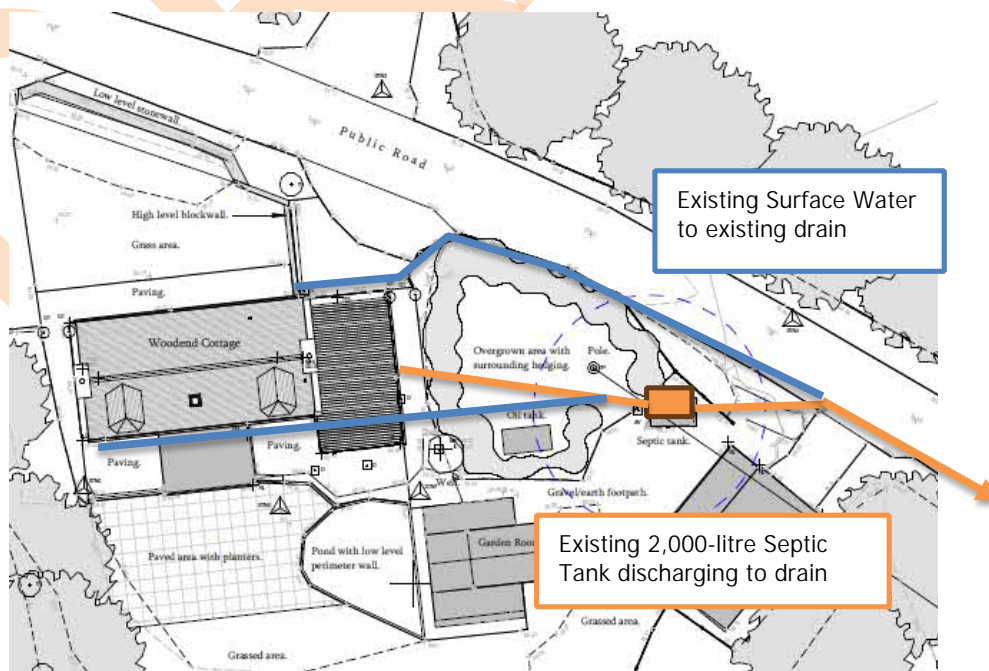 Low level stonewall.
Public Road
Existing Surface Water
to existing drain
High level blockwall.
Grass area.
Paving.
Woodend Cottage
Overgrown area with
surrounding hedging.
Pole.
Oil tank.
Septic tank.
Paving.
Paving.
Well.
Gravel/earth footpath.
Paved area with planters.
Pond with low level
perimeter wall.
Garden Room
Existing 2,000-litre Septic
Tank discharging to drain
Grassed area.
Grassed area.